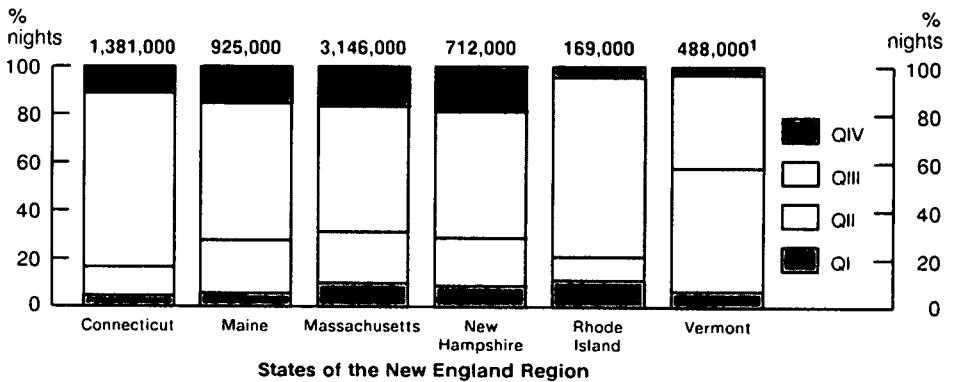 %
nights
1,381,000 925,000 3,146,000 712,000 169,000 488,000¹
%
nights
100
80
60
40
20
0
QIV
QIII
QII
QI
100
80
60
40
20
0
Connecticut Maine Massachusetts New Hampshire Rhode Island Vermont
States of the New England Region